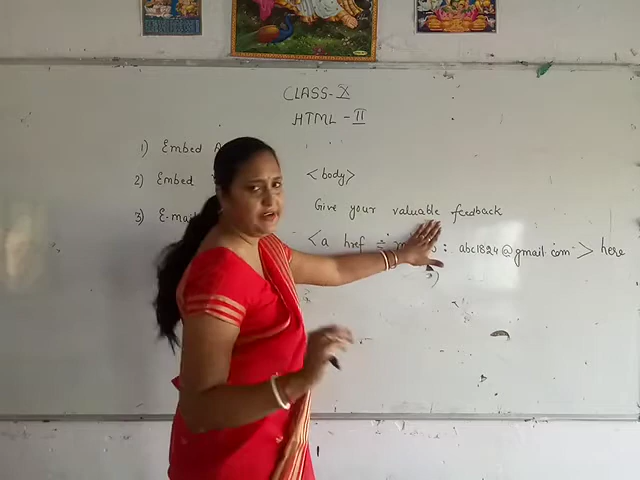 CLASS-X
HTML-II
1) Embed
2) Embed
<body>
3) E-mail
Give your valuable feedback
<a href = " : abc1824@gmail.com"> here